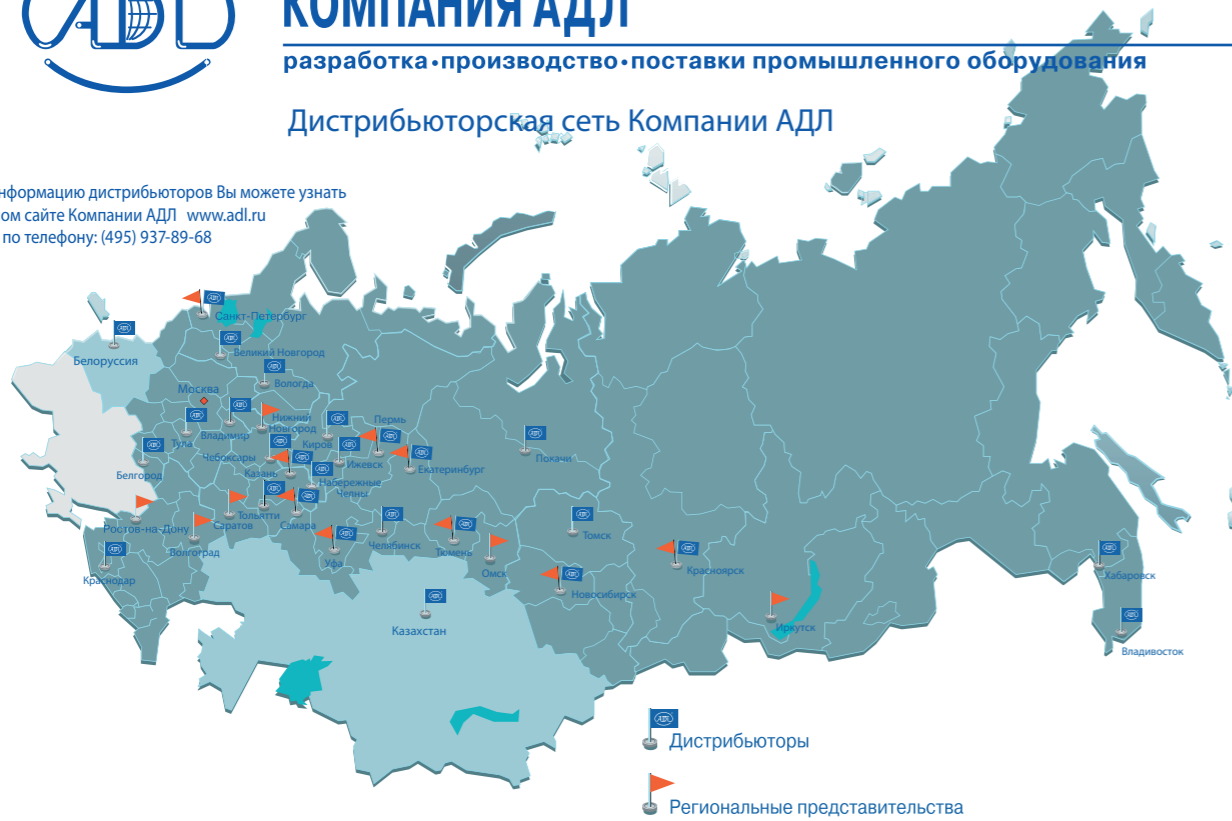 ADL
КОМПАНИЯ АДЛ
разработка•производство•поставки промышленного оборудования
Дистрибьюторская сеть Компании АДЛ
нформацию дистрибьюторов Вы можете узнать
ом сайте Компании АДЛ www.adl.ru
по телефону: (495) 937-89-68
Санкт-Петербург
Белоруссия
Великий Новгород
Вологда
Москва
Нижний
Новгород
Пермь
Тула
Владимир
Киров
Чебоксары
Казань
Ижевск
Екатеринбург
Покачи
Белгород
Набережные
Челны
Ростов-на-Дону
Саратов
Тольятти
Самара
Волгоград
Уфа
Челябинск
Тюмень
Омск
Томск
Красноярск
Новосибирск
Краснодар
Казахстан
Иркутск
Хабаровск
Владивосток
Дистрибьюторы
Региональные представительства